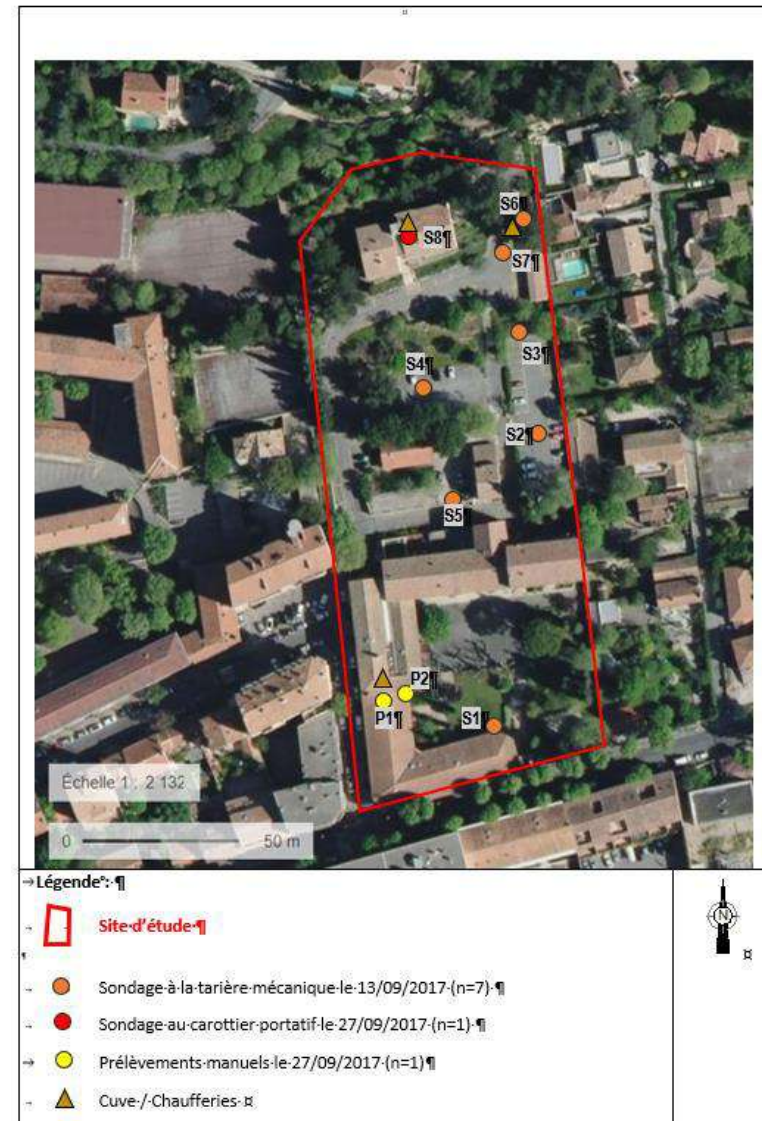 ¤
S6¶
S8¶
S7¶
S3¶
S4¶
S2¶
S5¶
P2¶
P1¶
S1¶
Échelle 1 : 2 132
0 50 m
→Légende°:·¶
Site·d'étude·¶
¶
N
¤
Sondage·à·la·tarière·mécanique·le·13/09/2017·(n=7)·¶
Sondage·au·carottier·portatif·le·27/09/2017·(n=1)·¶
→ Prélèvements·manuels·le·27/09/2017·(n=1)¶
Cuve·/·Chaufferies·¤